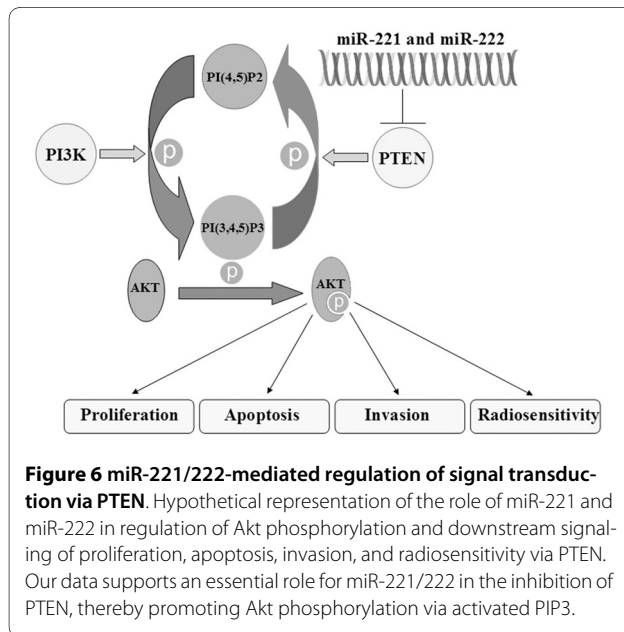 miR-221 and miR-222
PI(4,5)P2
PI3K
p
p
PTEN
PI(3,4,5)P3
p
AKT
AKT
p
Proliferation
Apoptosis
Invasion
Radiosensitivity
Figure 6 miR-221/222-mediated regulation of signal transduc-
tion via PTEN. Hypothetical representation of the role of miR-221 and
miR-222 in regulation of Akt phosphorylation and downstream signal-
ing of proliferation, apoptosis, invasion, and radiosensitivity via PTEN.
Our data supports an essential role for miR-221/222 in the inhibition of
PTEN, thereby promoting Akt phosphorylation via activated PIP3.